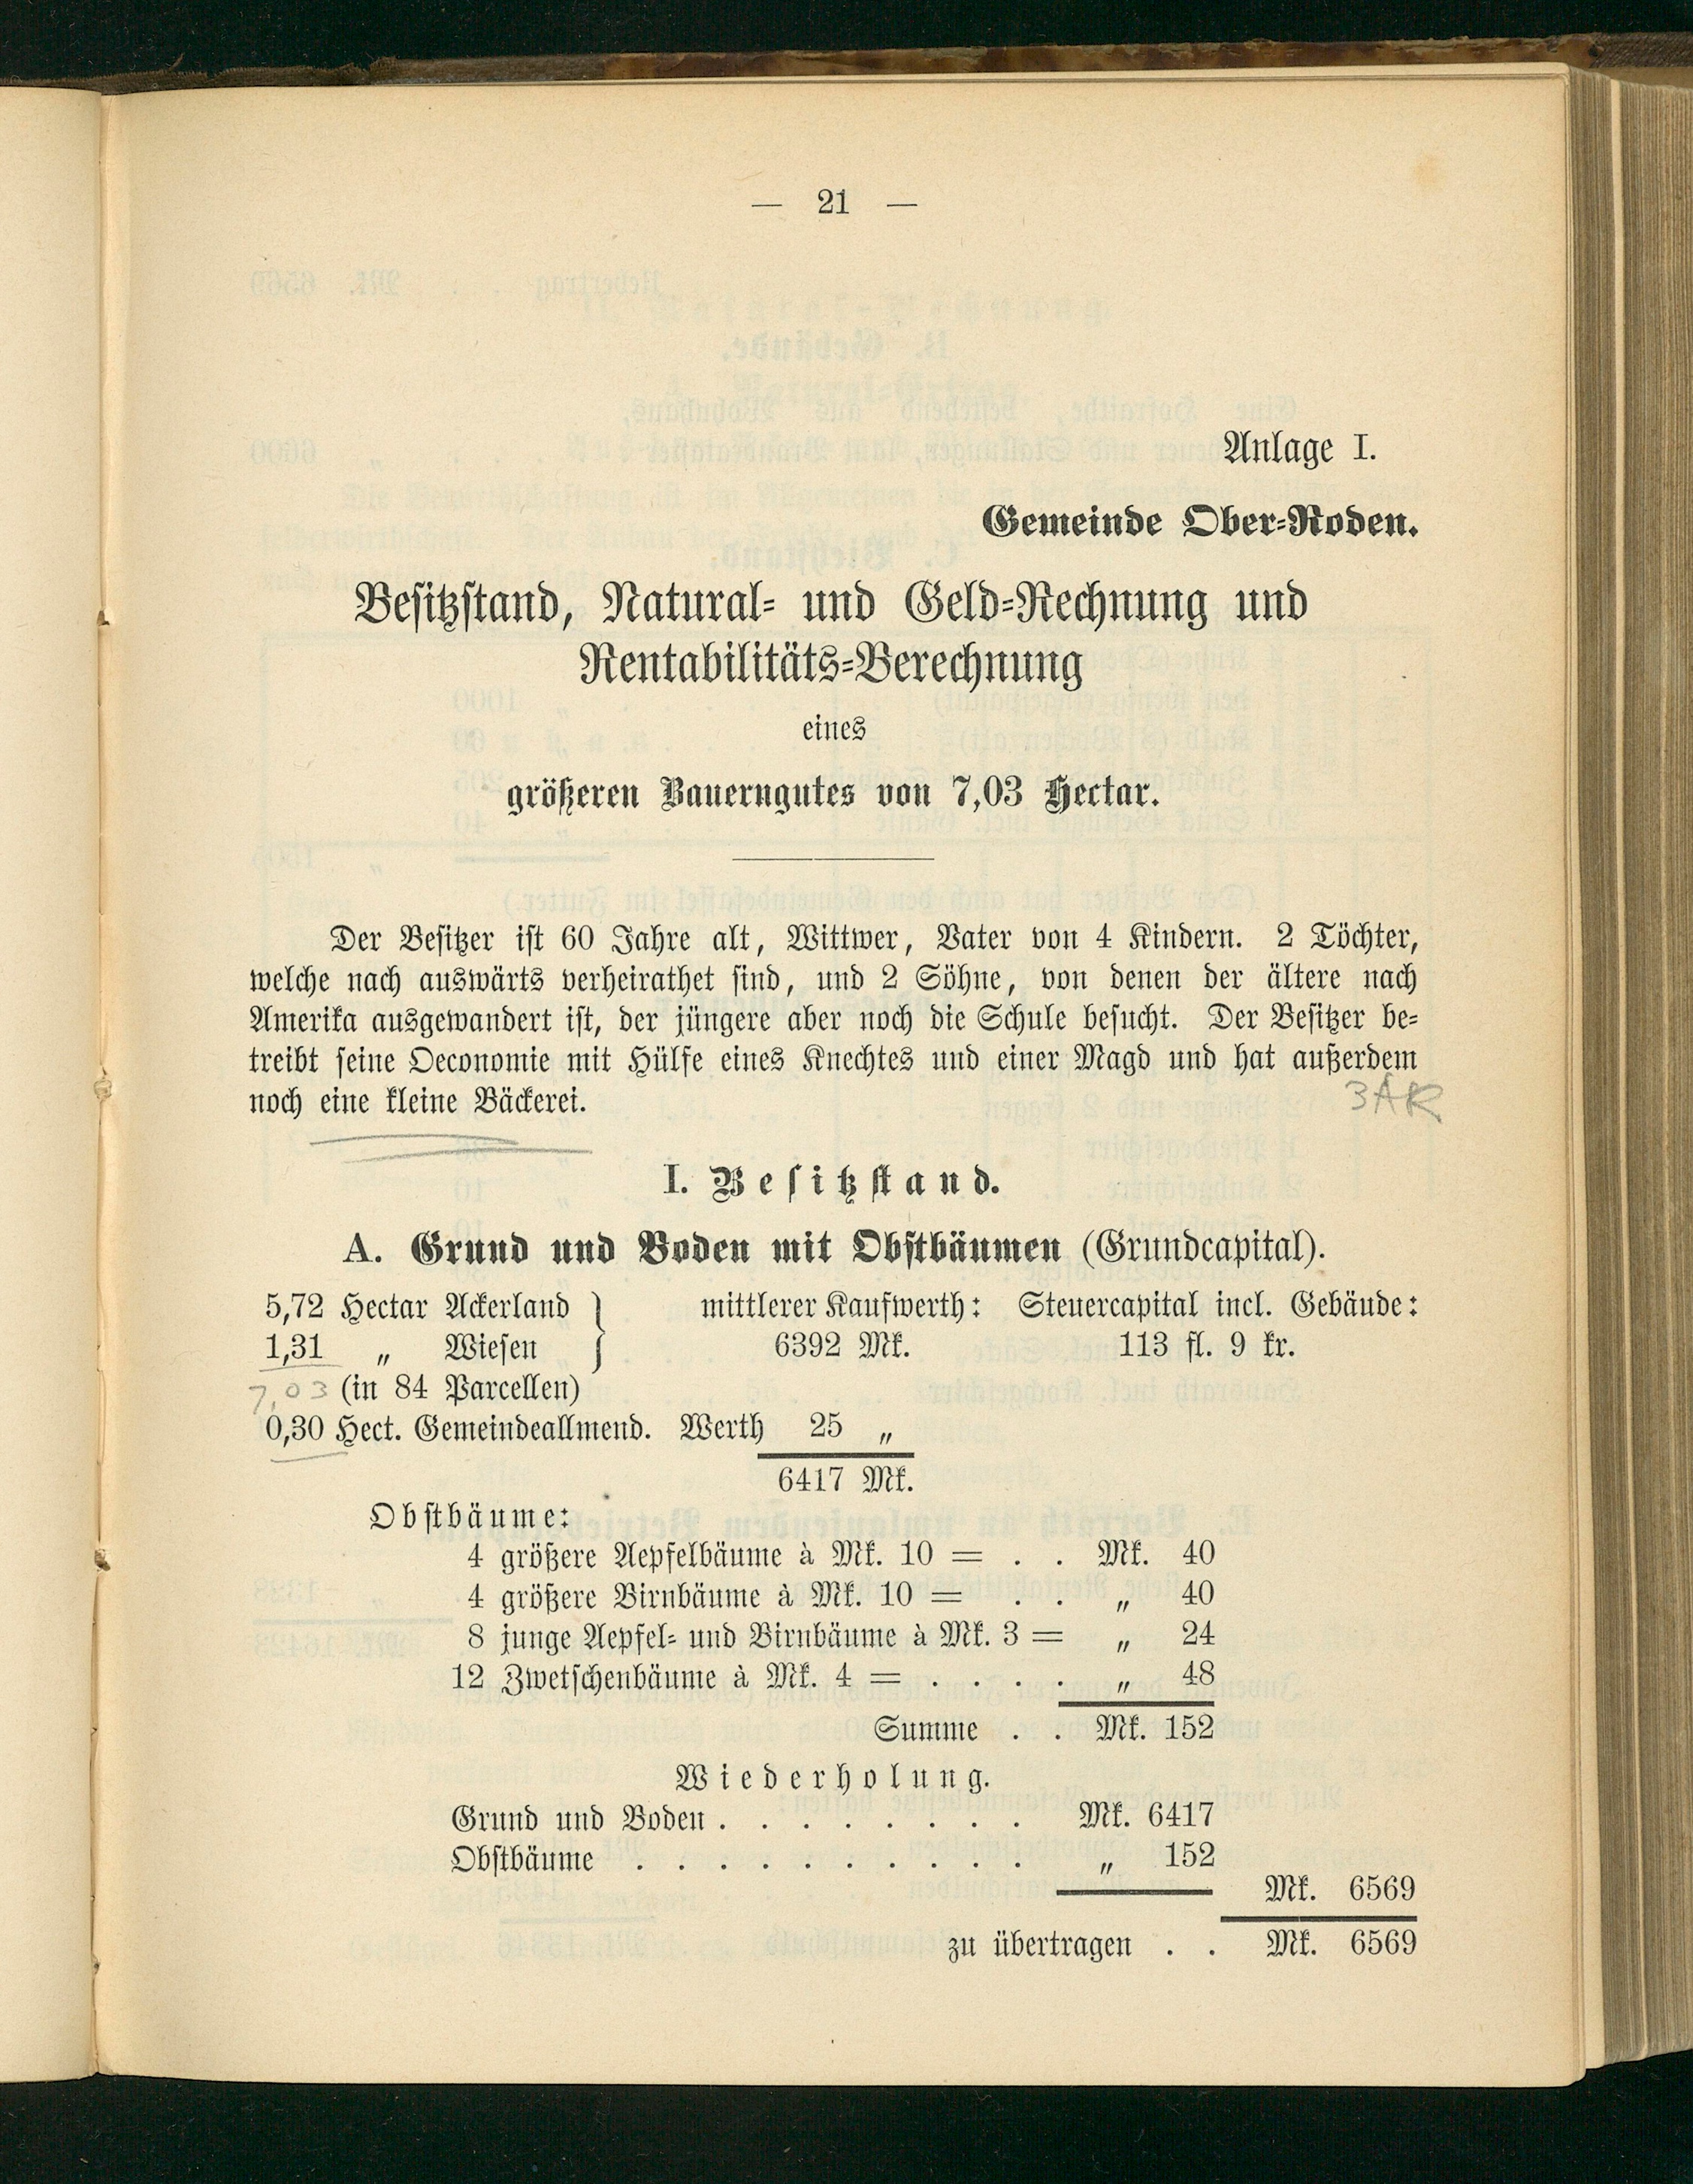 — 21 —
Anlage I.
Gemeinde Ober-Roden.
Besitzstand, Natural- und Geld-Rechnung und
Rentabilitäts-Berechnung
eines
größeren Bauerngutes von 7,03 Hectar.
Der Besitzer ist 60 Jahre alt, Wittwer, Vater von 4 Kindern. 2 Töchter,
welche nach auswärts verheirathet sind, und 2 Söhne, von denen der ältere nach
Amerika ausgewandert ist, der jüngere aber noch die Schule besucht. Der Besitzer be-
treibt seine Oeconomie mit Hülfe eines Knechtes und einer Magd und hat außerdem
noch eine kleine Bäckerei.
3 AK
I. Besitzstand.
A. Grund und Boden mit Obstbäumen (Grundcapital).
5,72 Hectar Ackerland } mittlerer Kaufwerth: Steuercapital incl. Gebäude:
1,31 „ Wiesen } 6392 Mk. 113 fl. 9 kr.
7,03 (in 84 Parcellen)
0,30 Hect. Gemeindeallmend. Werth 25 „
6417 Mk.
Obstbäume:
4 größere Aepfelbäume à Mk. 10 = . . Mk. 40
4 größere Birnbäume à Mk. 10 = . . „ 40
8 junge Aepfel- und Birnbäume à Mk. 3 = „ 24
12 Zwetschenbäume à Mk. 4 = . . . . „ 48
Summe . . Mk. 152
Wiederholung.
Grund und Boden . . . . . . . . Mk. 6417
Obstbäume . . . . . . . . . . „ 152
Mk. 6569
zu übertragen . . Mk. 6569